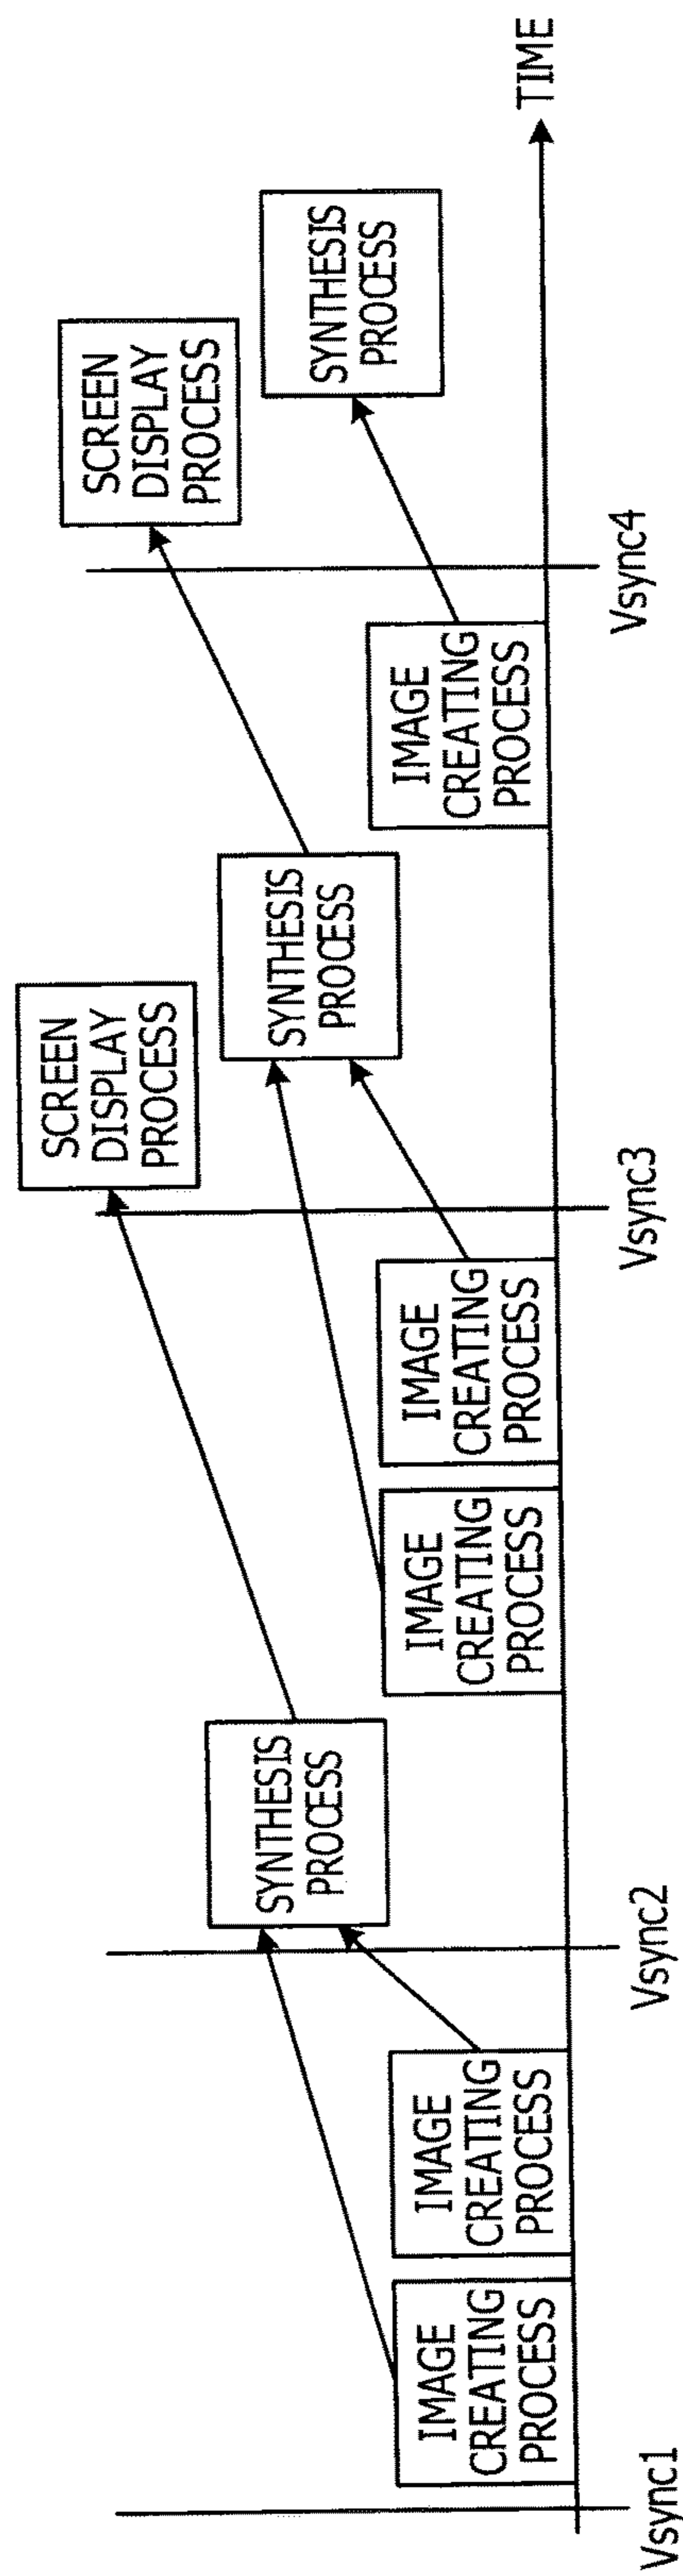 SCREEN
DISPLAY
PROCESS
SCREEN
DISPLAY
PROCESS
SYNTHESIS
PROCESS
SYNTHESIS
PROCESS
SYNTHESIS
PROCESS
IMAGE
CREATING
PROCESS
IMAGE
CREATING
PROCESS
IMAGE
CREATING
PROCESS
IMAGE
CREATING
PROCESS
IMAGE
CREATING
PROCESS
TIME
Vsync1
Vsync2
Vsync3
Vsync4